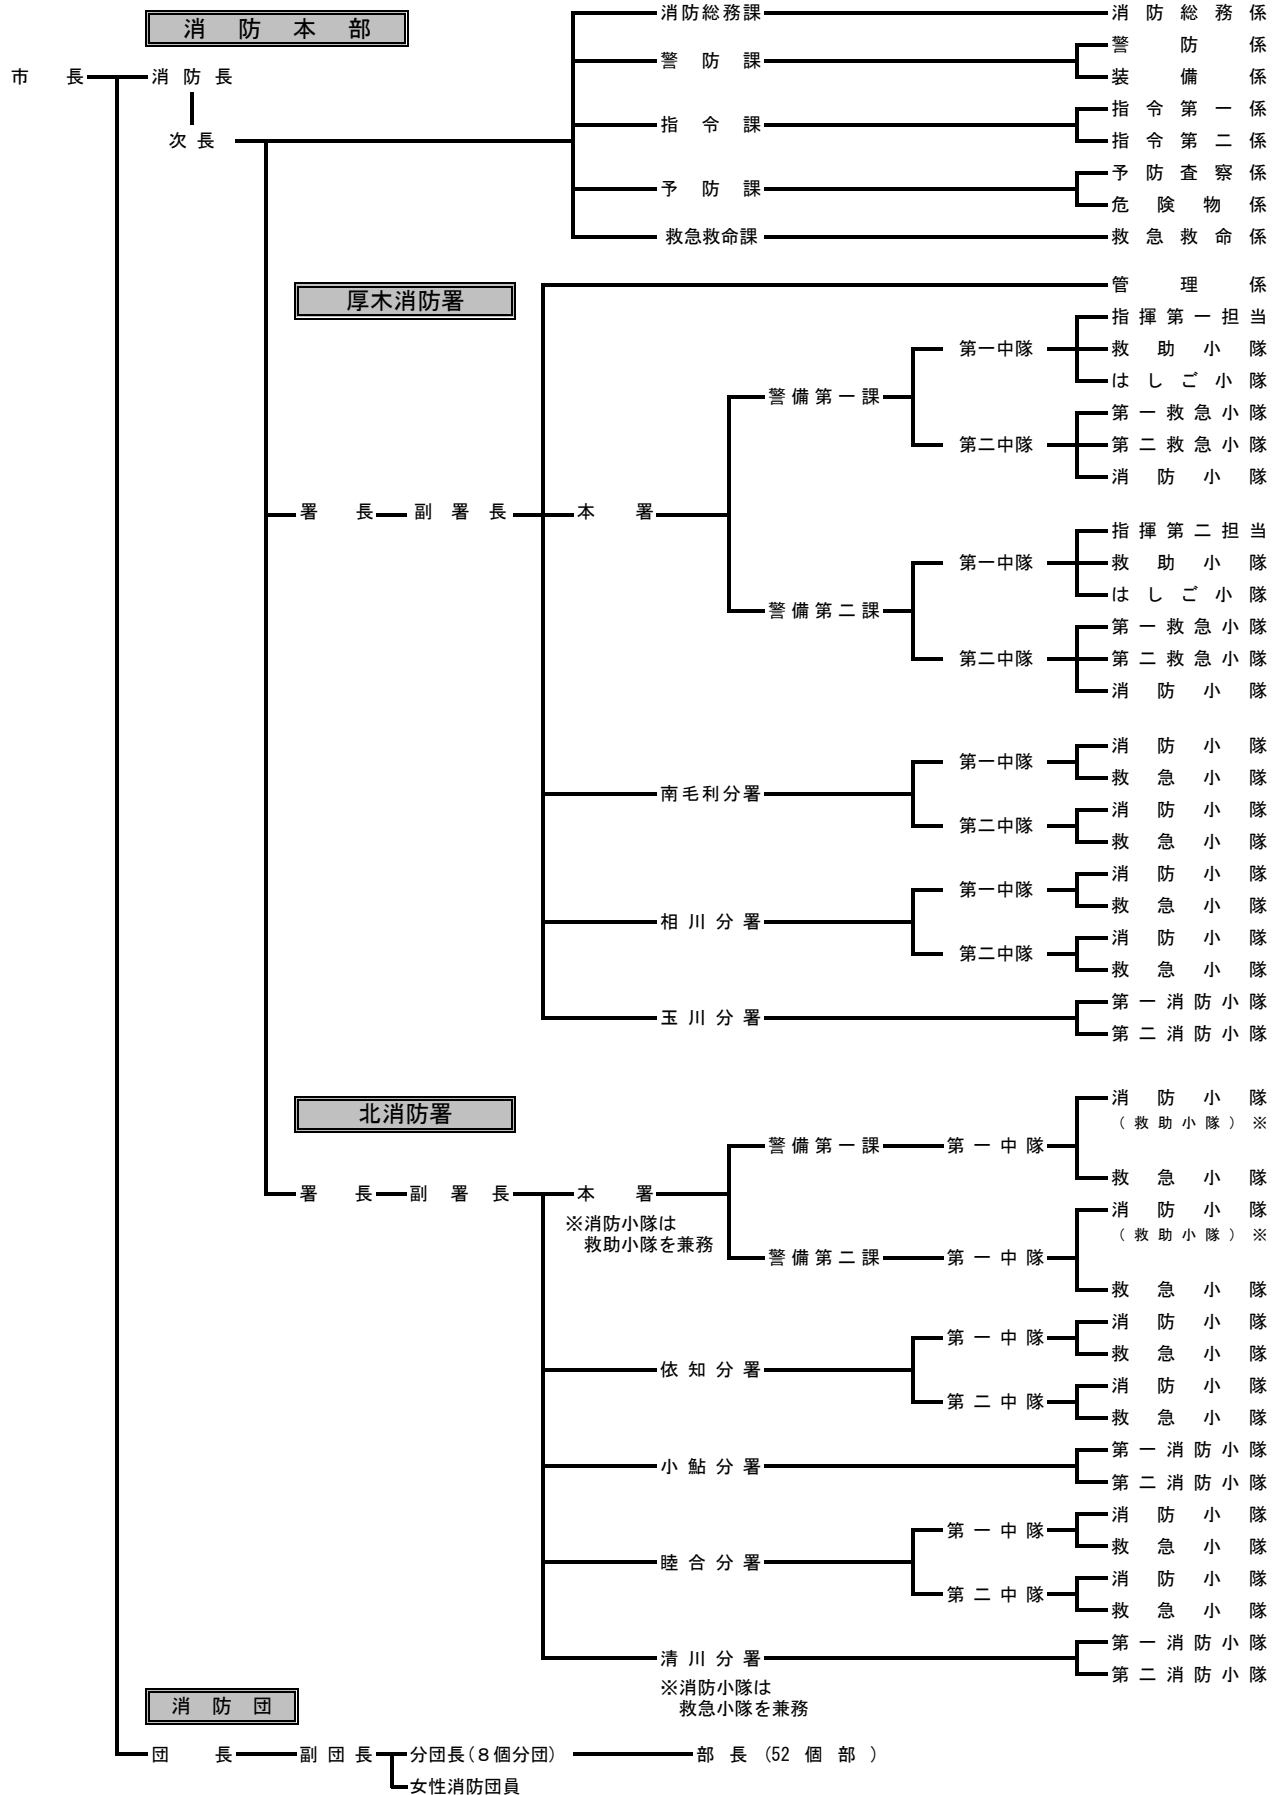 消防本部
市長
消防長
次長
消防総務課
消防総務係
警防課
警防係
装備係
指令課
指令第一係
指令第二係
予防課
予防査察係
危険物係
救急救命課
救急救命係
厚木消防署
署長
副署長
管理係
本署
警備第一課
第一中隊
指揮第一担当
救助小隊
はしご小隊
第二中隊
第一救急小隊
第二救急小隊
消防小隊
警備第二課
第一中隊
指揮第二担当
救助小隊
はしご小隊
第二中隊
第一救急小隊
第二救急小隊
消防小隊
南毛利分署
第一中隊
消防小隊
救急小隊
第二中隊
消防小隊
救急小隊
相川分署
第一中隊
消防小隊
救急小隊
第二中隊
消防小隊
救急小隊
玉川分署
第一消防小隊
第二消防小隊
北消防署
署長
副署長
本署
※消防小隊は
救助小隊を兼務
警備第一課
第一中隊
消防小隊
(救助小隊)※
救急小隊
警備第二課
第一中隊
消防小隊
(救助小隊)※
救急小隊
依知分署
第一中隊
消防小隊
救急小隊
第二中隊
消防小隊
救急小隊
小鮎分署
第一消防小隊
第二消防小隊
睦合分署
第一中隊
消防小隊
救急小隊
第二中隊
消防小隊
救急小隊
清川分署
※消防小隊は
救急小隊を兼務
第一消防小隊
第二消防小隊
消防団
団長
副団長
分団長(8個分団)
部長(52個部)
女性消防団員